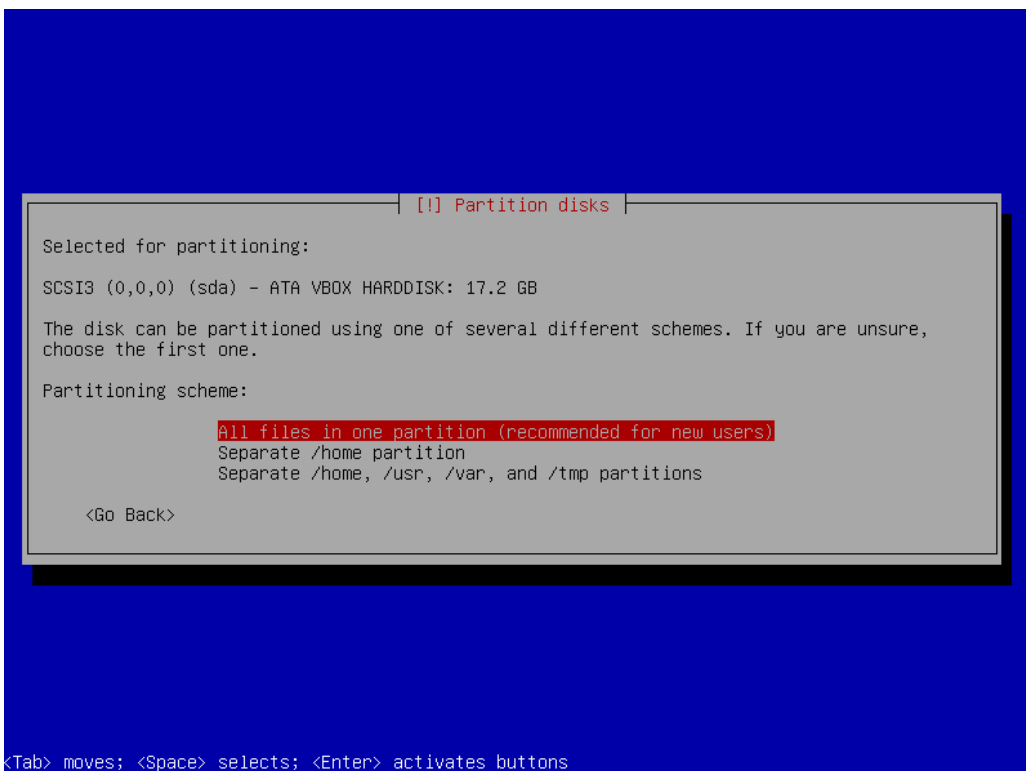 [!] Partition disks
Selected for partitioning:
SCSI3 (0,0,0) (sda) – ATA VBOX HARDDISK: 17.2 GB
The disk can be partitioned using one of several different schemes. If you are unsure,
choose the first one.
Partitioning scheme:
All files in one partition (recommended for new users)
Separate /home partition
Separate /home, /usr, /var, and /tmp partitions
<Go Back>
<Tab> moves; <Space> selects; <Enter> activates buttons